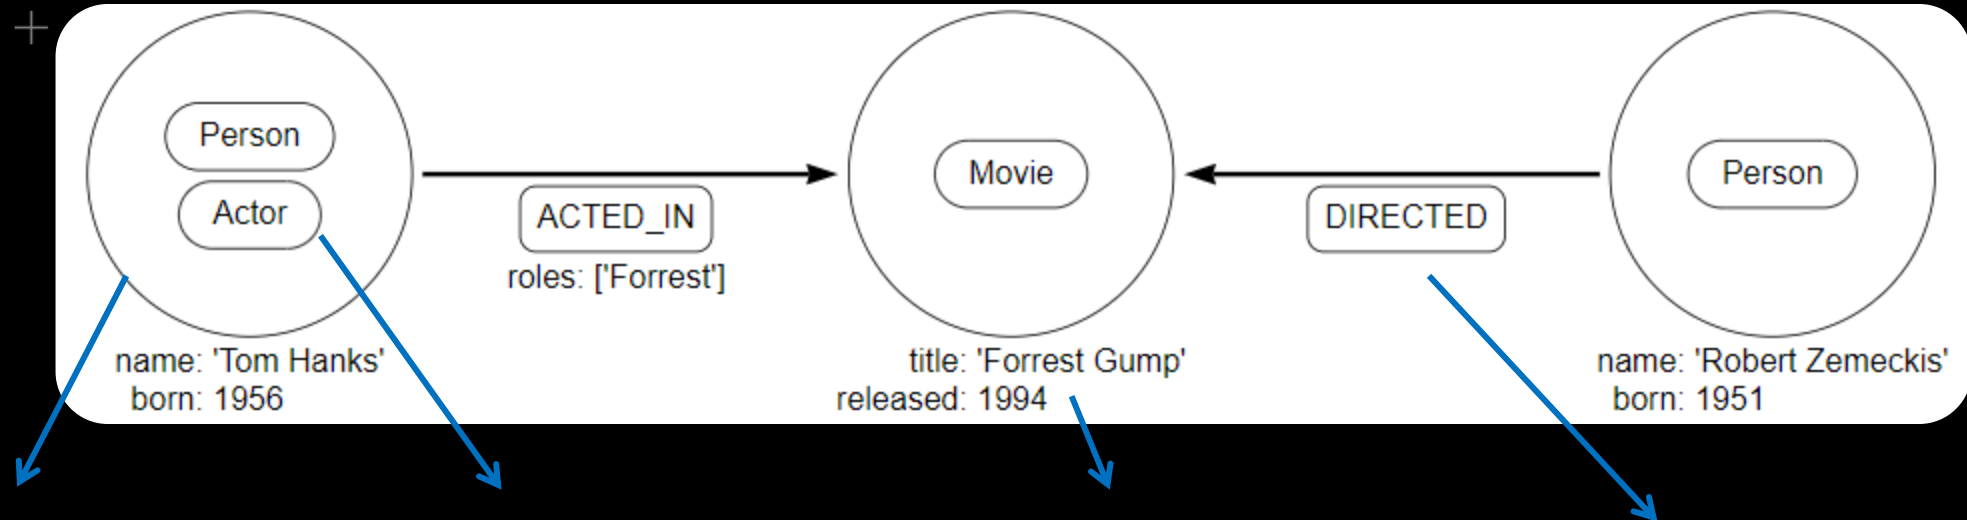 Person
Actor
ACTED_IN
roles: ['Forrest']
name: 'Tom Hanks'
born: 1956
Movie
title: 'Forrest Gump'
released: 1994
DIRECTED
Person
name: 'Robert Zemeckis'
born: 1951